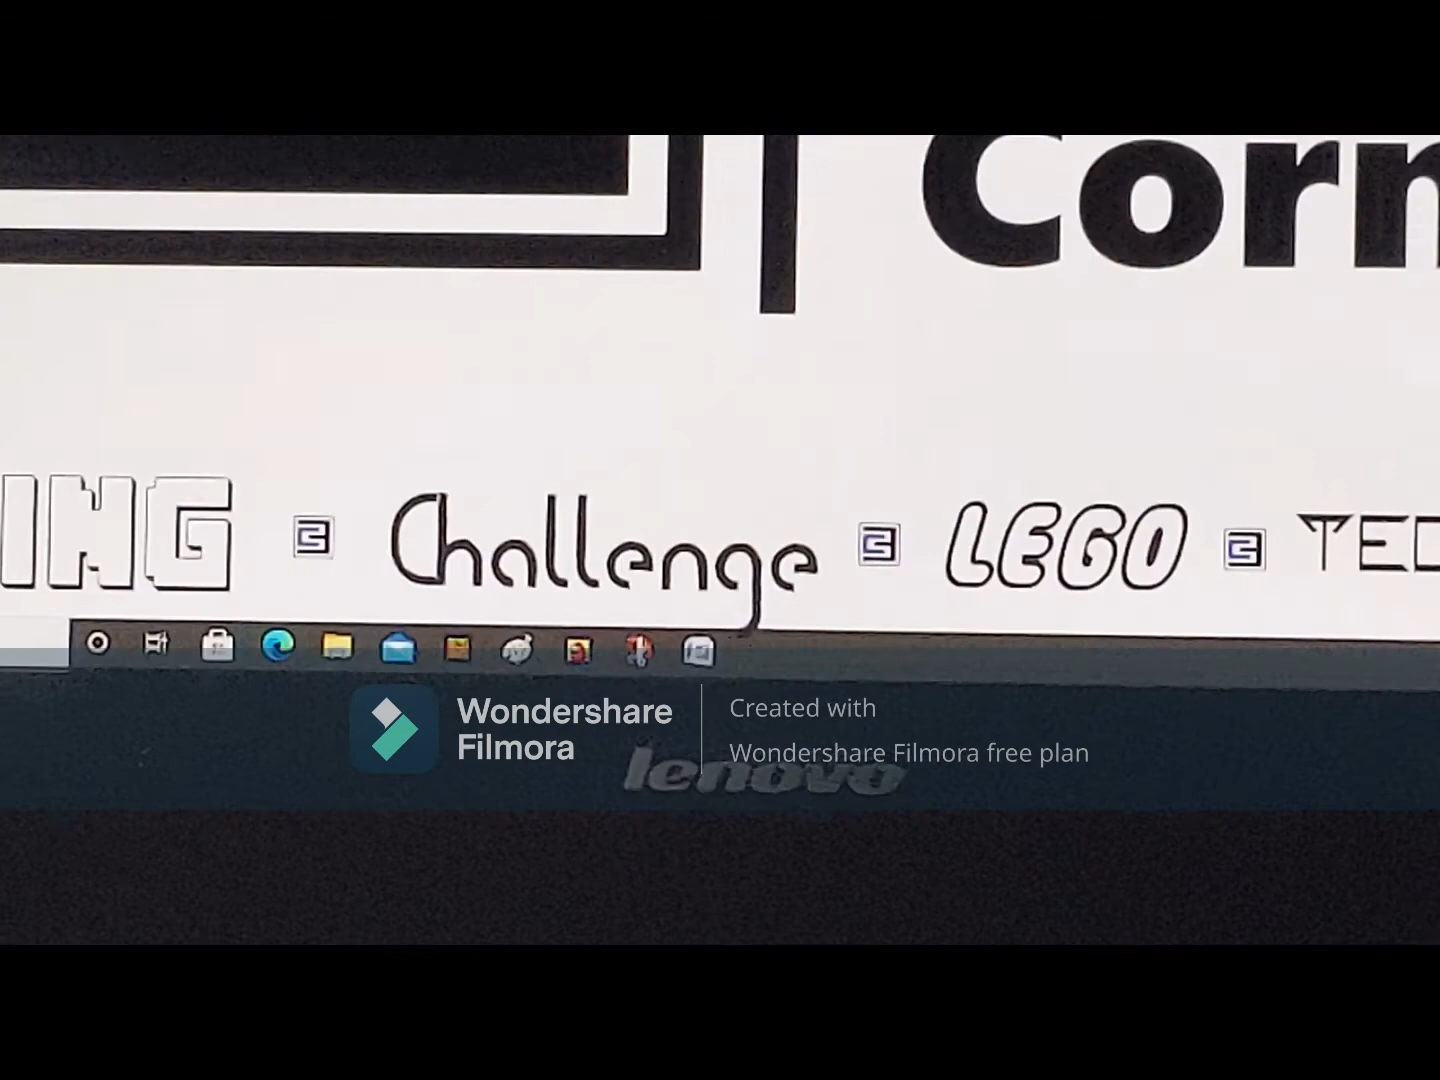 Corn
ING Challenge LEGO TEC
Wondershare
Filmora
Created with
Wondershare Filmora free plan
lenovo